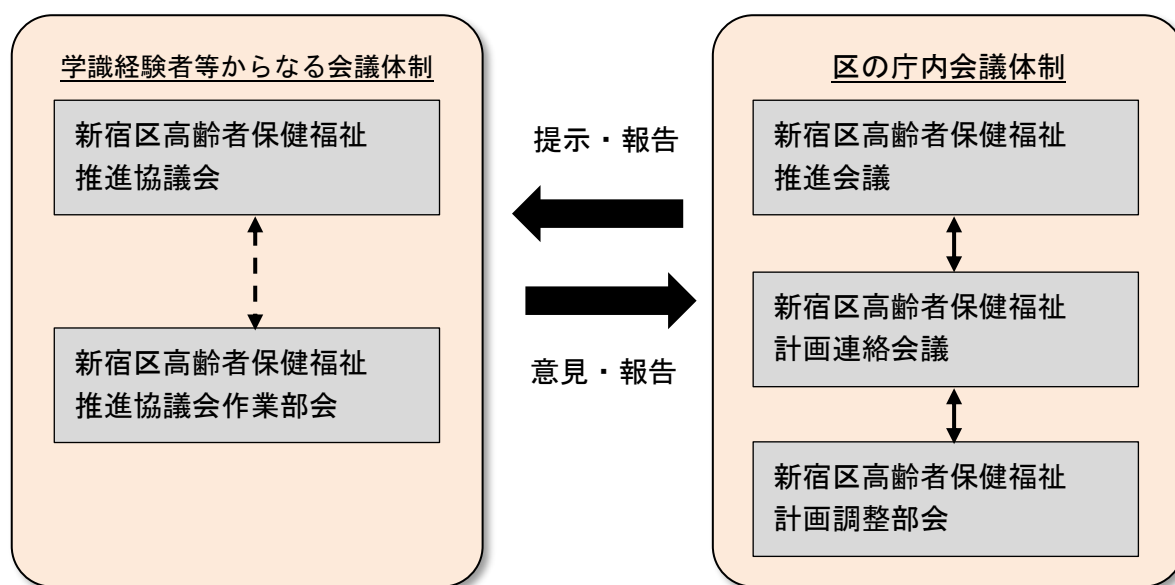 学識経験者等からなる会議体制
新宿区高齢者保健福祉
推進協議会
新宿区高齢者保健福祉
推進協議会作業部会
提示・報告
意見・報告
区の庁内会議体制
新宿区高齢者保健福祉
推進会議
新宿区高齢者保健福祉
計画連絡会議
新宿区高齢者保健福祉
計画調整部会